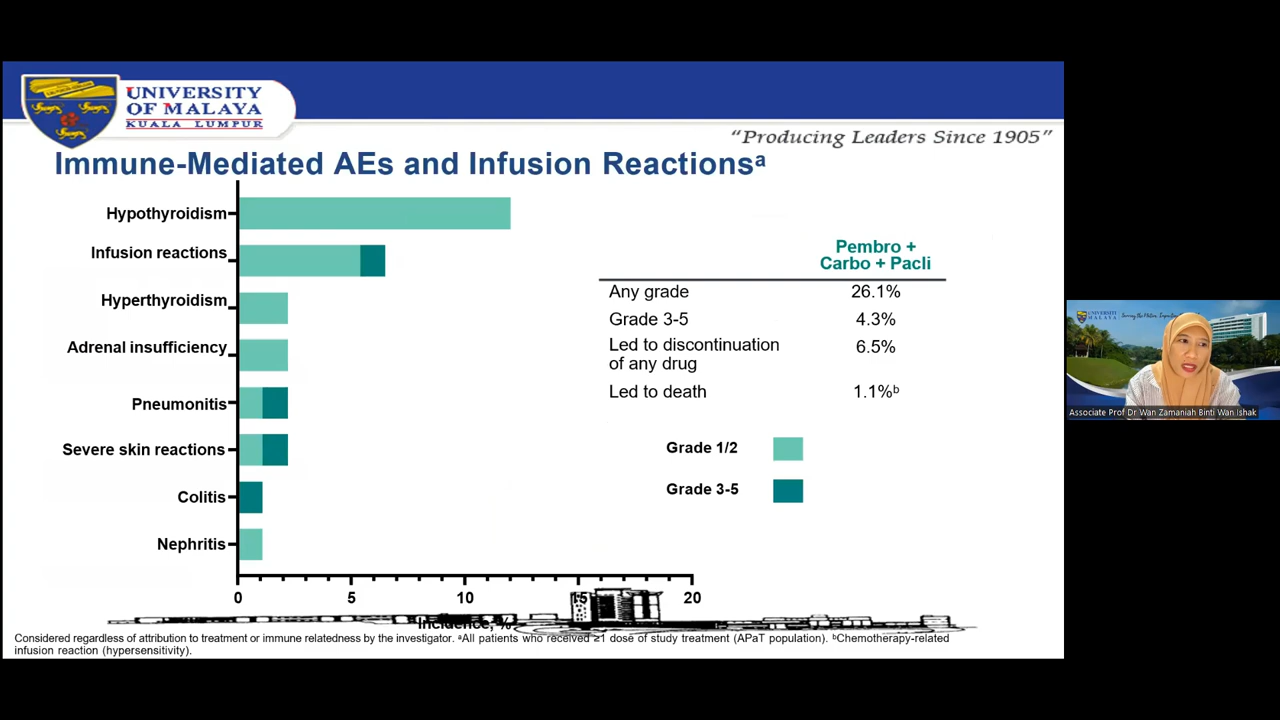 UNIVERSITY
OF MALAYA
KUALA LUMPUR
“Producing Leaders Since 1905”
Immune-Mediated AEs and Infusion Reactionsᵃ
Hypothyroidism
Infusion reactions
Hyperthyroidism
Adrenal insufficiency
Pneumonitis
Severe skin reactions
Colitis
Nephritis
0 5 10 15 20
Incidence, %
Pembro +
Carbo + Pacli
Any grade 26.1%
Grade 3-5 4.3%
Led to discontinuation 6.5%
of any drug
Led to death 1.1%ᵇ
Grade 1/2
Grade 3-5
Considered regardless of attribution to treatment or immune relatedness by the investigator. ᵃAll patients who received ≥1 dose of study treatment (APaT population). ᵇChemotherapy-related
infusion reaction (hypersensitivity).
UNIVERSITY
OF MALAYA
Associate Prof Dr Wan Zamaniah Binti Wan Ishak